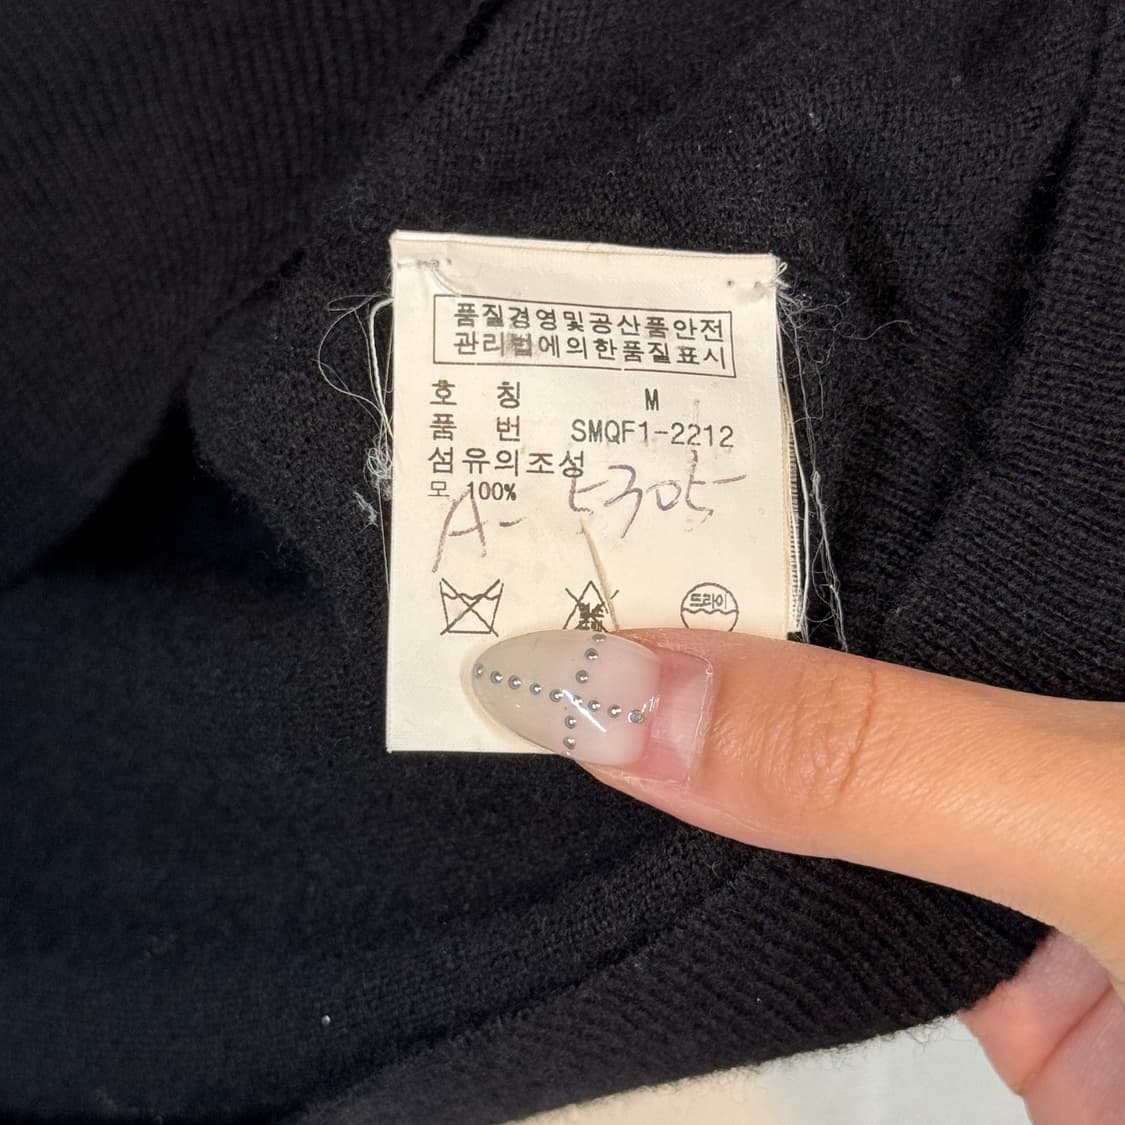 품질경영및공산품안전
관리법에의한품질표시
호 칭 M
품 번 SMQF1-2212
섬유의조성
모 100%
A- 5305
드라이